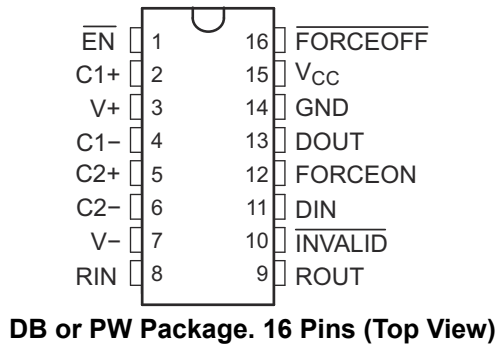 EN 1 16 FORCEOFF
C1+ 2 15 VCC
V+ 3 14 GND
C1− 4 13 DOUT
C2+ 5 12 FORCEON
C2− 6 11 DIN
V− 7 10 INVALID
RIN 8 9 ROUT
DB or PW Package. 16 Pins (Top View)